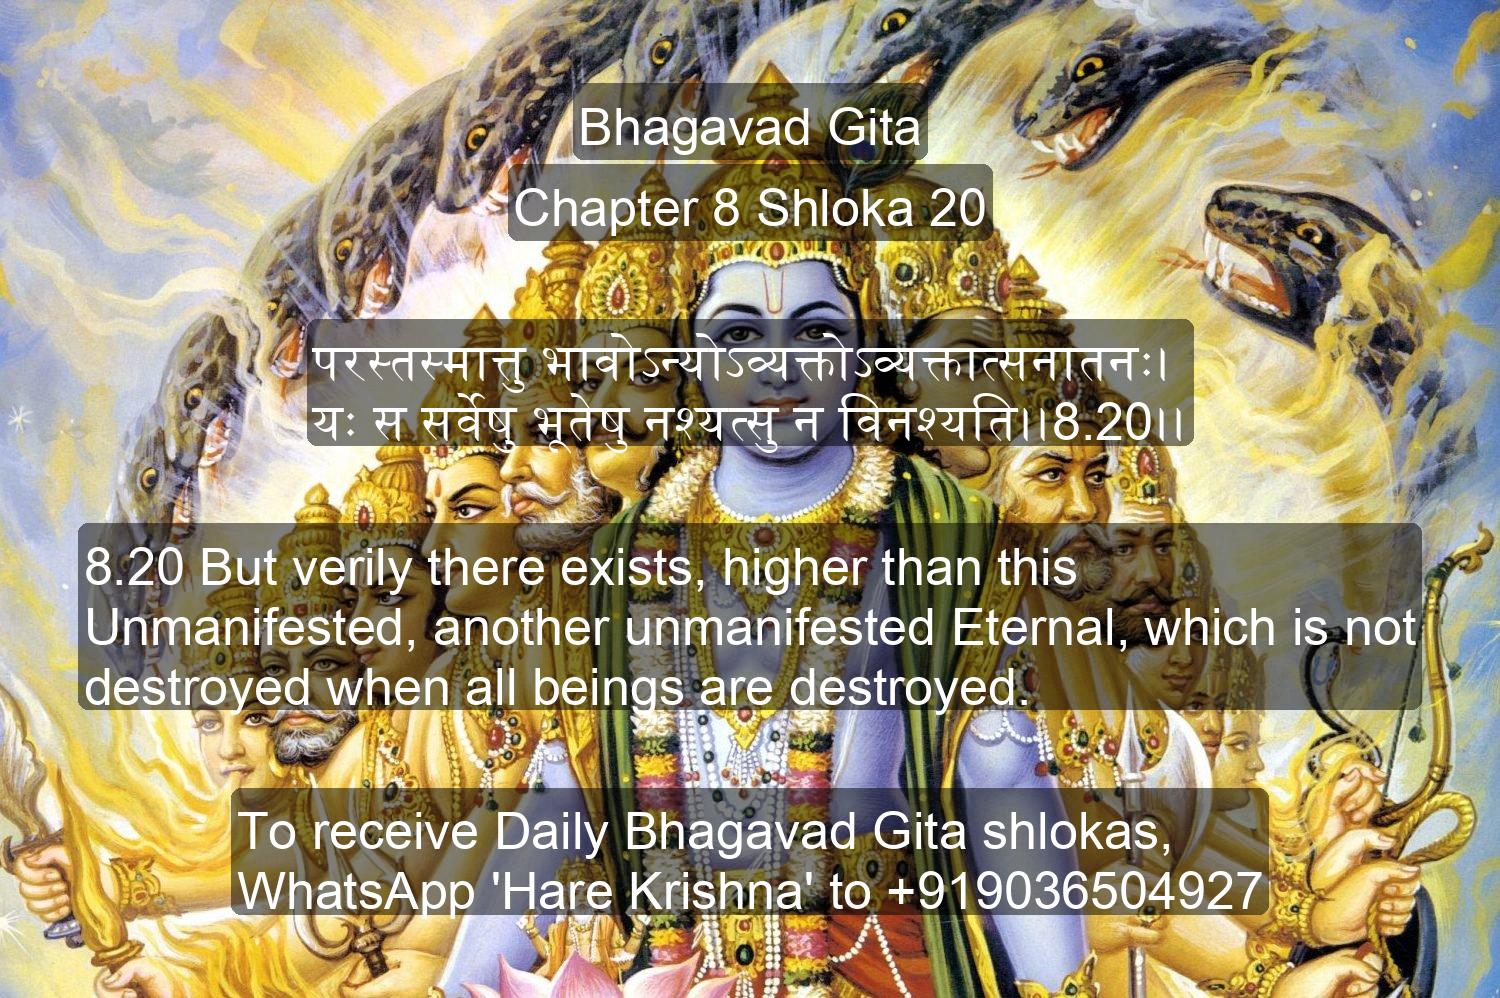 Bhagavad Gita
Chapter 8 Shloka 20
परस्तस्मात्तु भावोऽन्योऽव्यक्तोऽव्यक्तात्सनातनः।
यः स सर्वेषु भूतेषु नश्यत्सु न विनश्यति।।8.20।।
8.20 But verily there exists, higher than this
Unmanifested, another unmanifested Eternal, which is not
destroyed when all beings are destroyed.
To receive Daily Bhagavad Gita shlokas,
WhatsApp 'Hare Krishna' to +919036504927